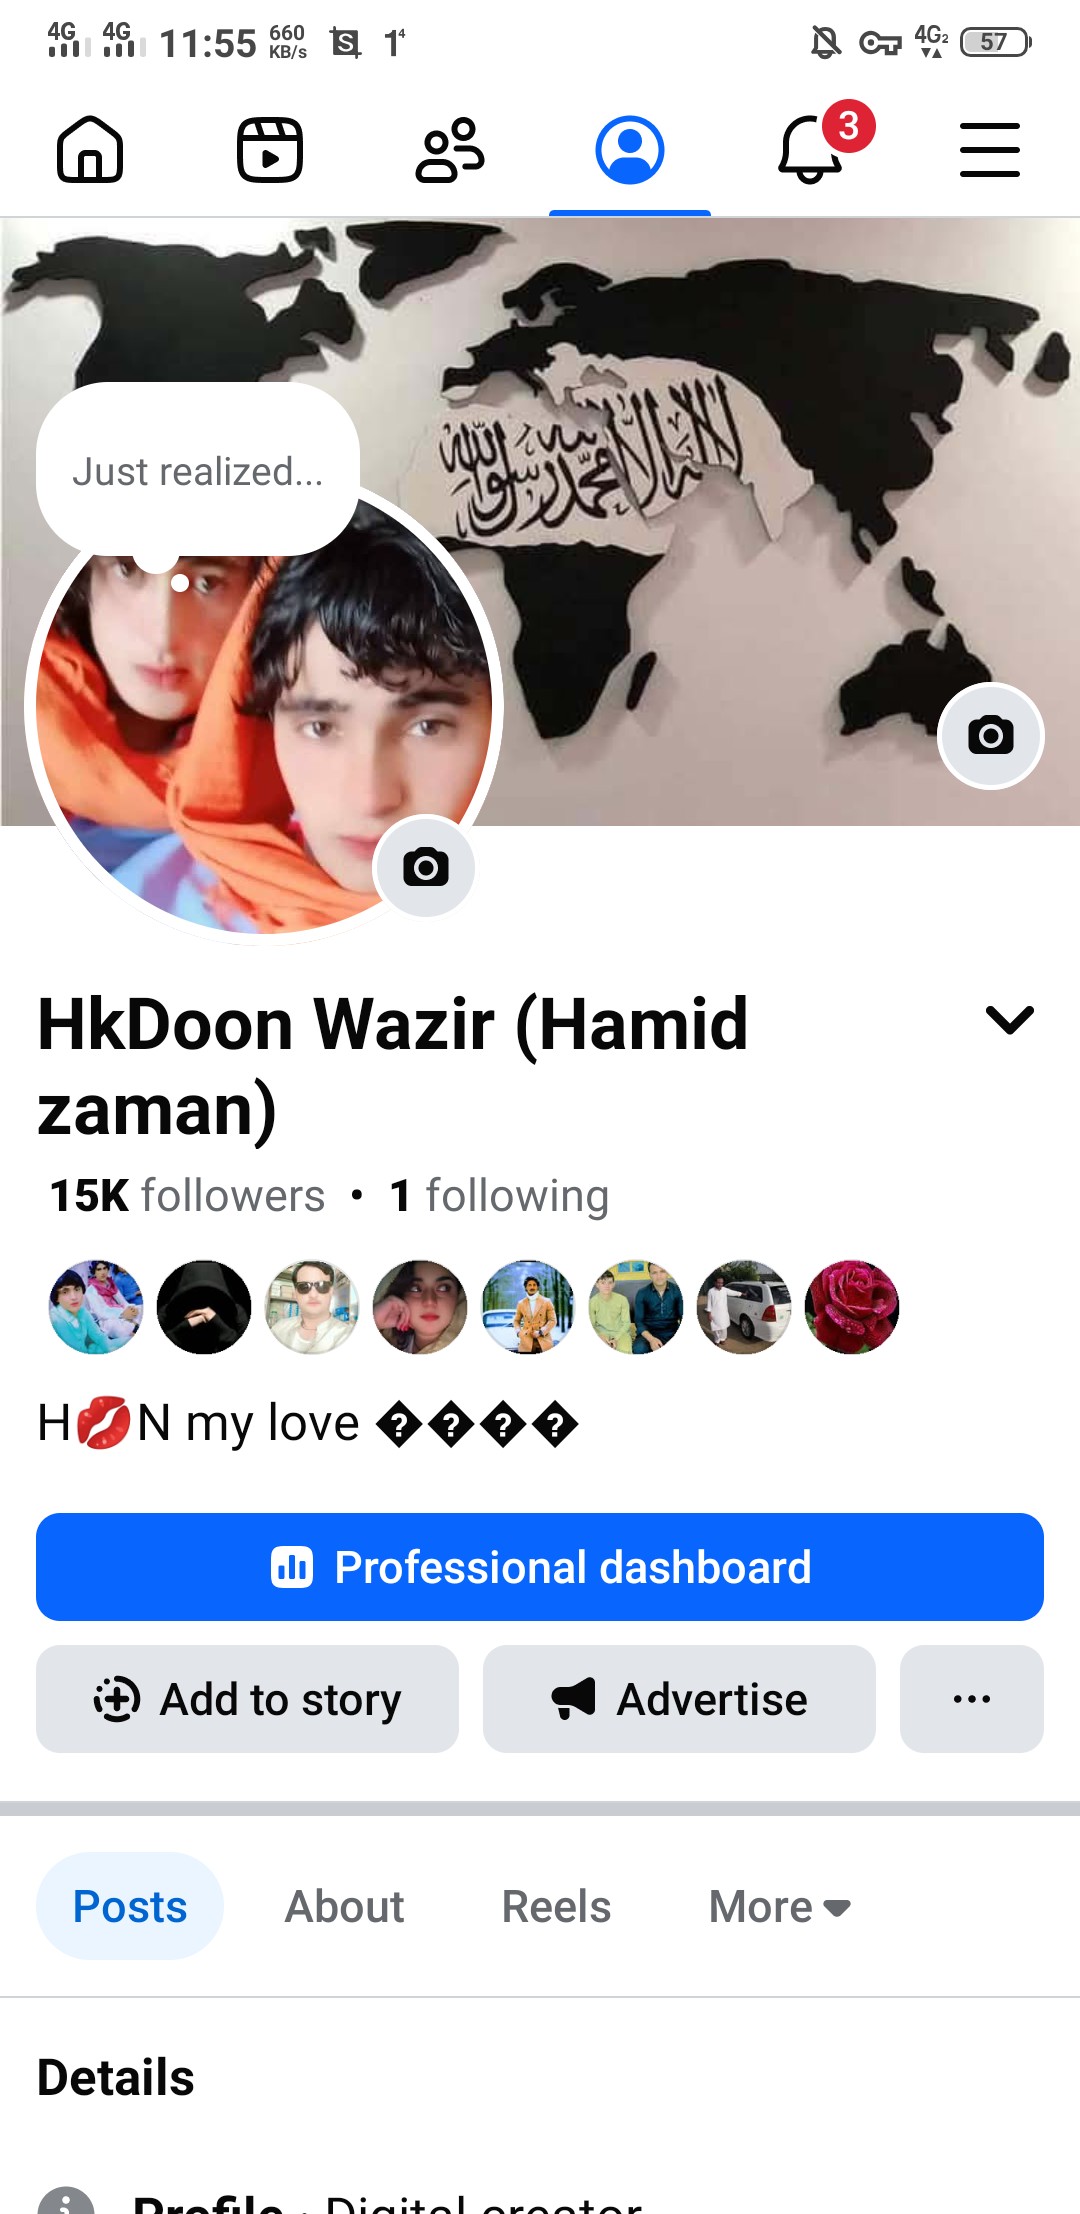 4G 4G 11:55 660 KB/s S 1⁴ 4G2 57
3
لا إله إلا الله محمد رسول الله
Just realized...
HkDoon Wazir (Hamid
zaman)
15K followers • 1 following
H💋N my love ����
Professional dashboard
Add to story Advertise ...
Posts About Reels More
Details
Profile · Digital creator